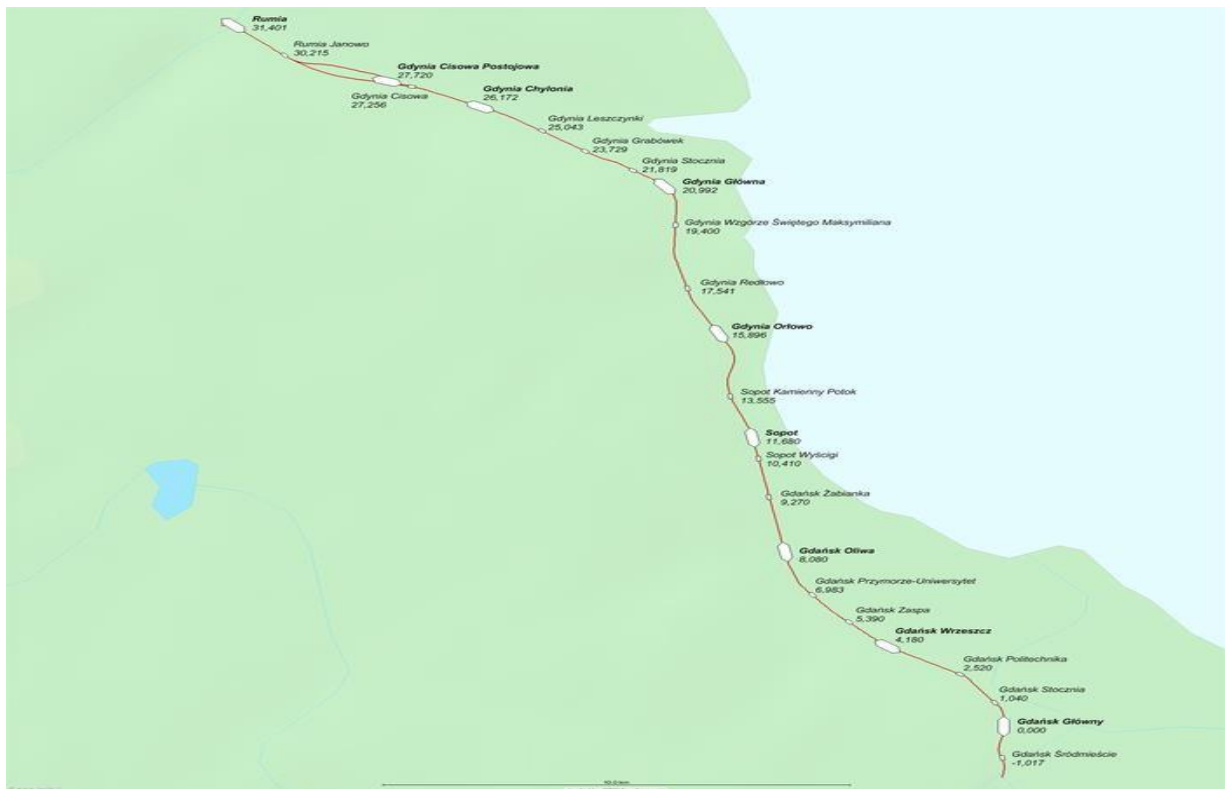 Rumia
31,401
Rumia Janowo
30,215
Gdynia Cisowa Postojowa
27,720
Gdynia Cisowa
27,256
Gdynia Chylonia
26,172
Gdynia Leszczynki
25,043
Gdynia Grabówek
23,729
Gdynia Stocznia
21,819
Gdynia Główna
20,992
Gdynia Wzgórze Świętego Maksymiliana
19,400
Gdynia Redłowo
17,541
Gdynia Orłowo
15,896
Sopot Kamienny Potok
13,555
Sopot
11,680
Sopot Wyścigi
10,410
Gdańsk Żabianka
9,270
Gdańsk Oliwa
8,080
Gdańsk Przymorze-Uniwersytet
6,983
Gdańsk Zaspa
5,390
Gdańsk Wrzeszcz
4,180
Gdańsk Politechnika
2,520
Gdańsk Stocznia
1,040
Gdańsk Główny
0,000
Gdańsk Śródmieście
-1,017
10.0 km